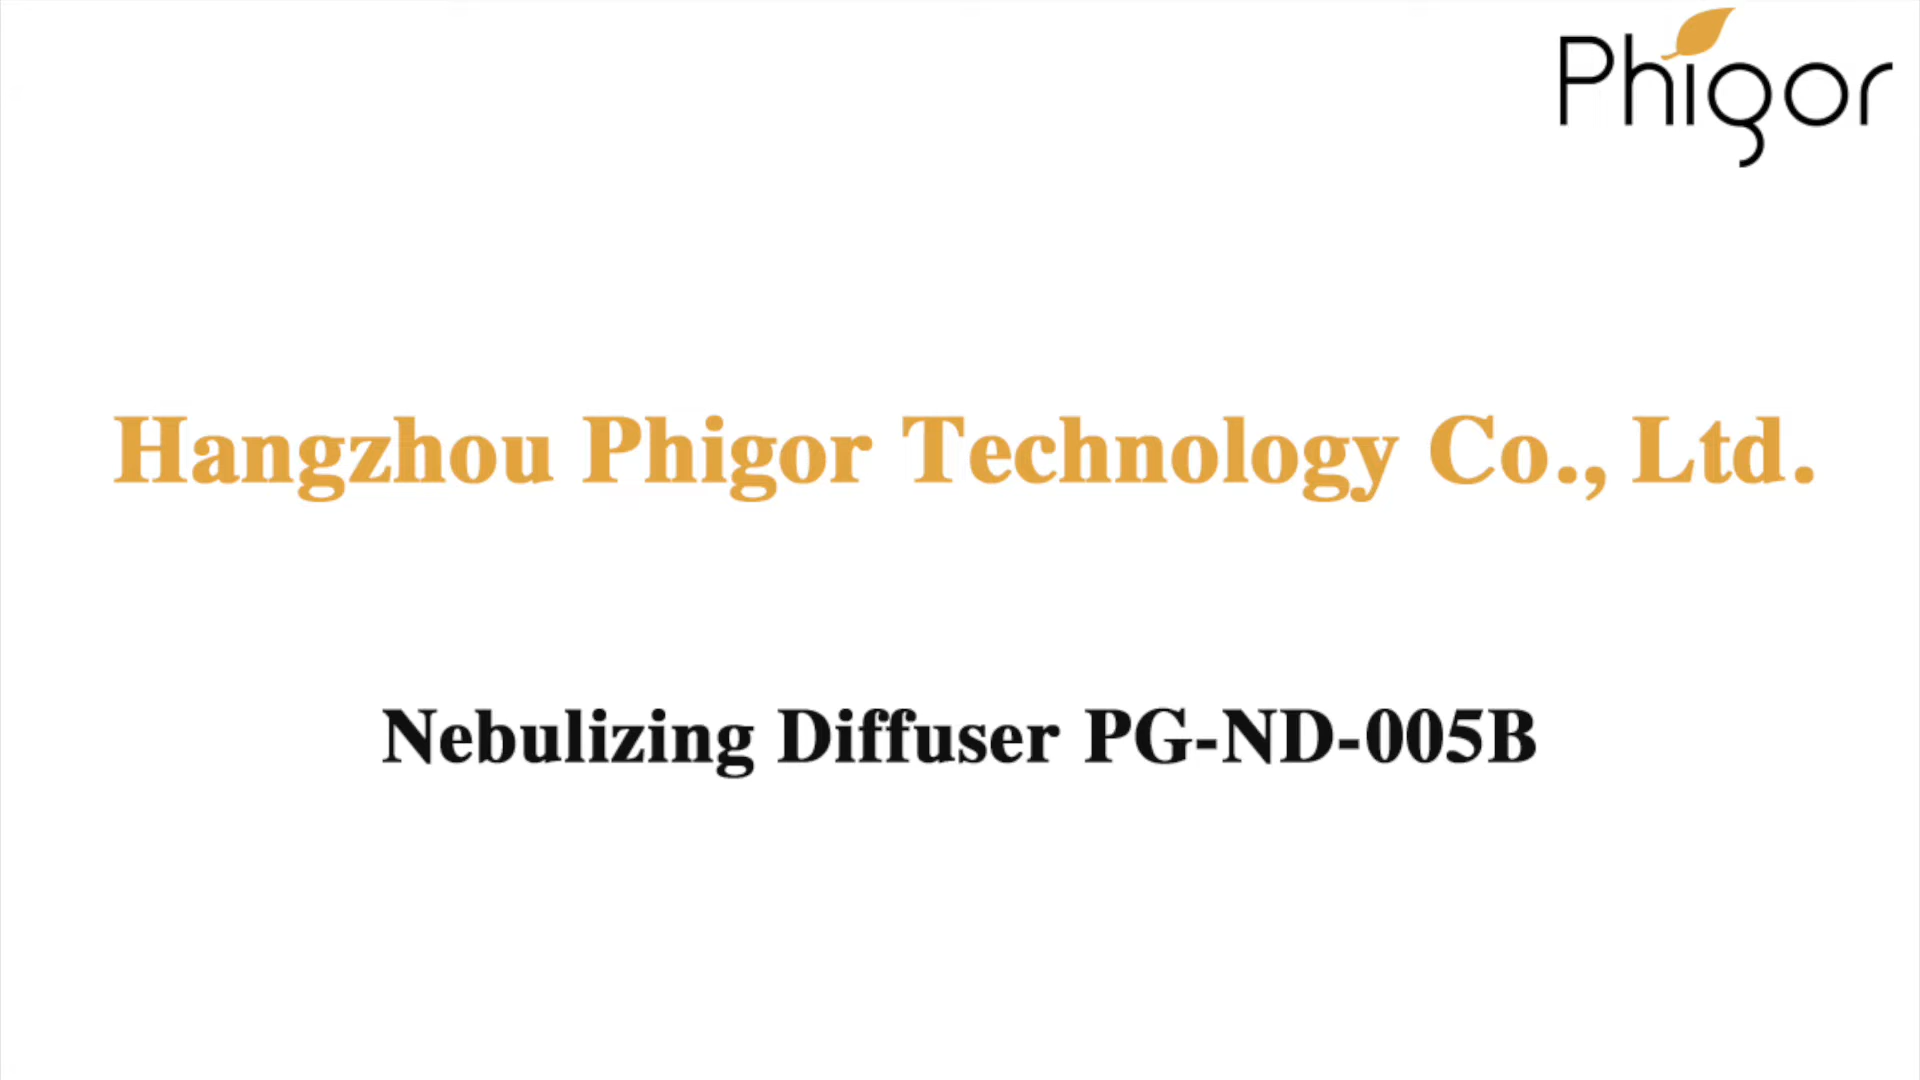 Phigor
Hangzhou Phigor Technology Co., Ltd.
Nebulizing Diffuser PG-ND-005B